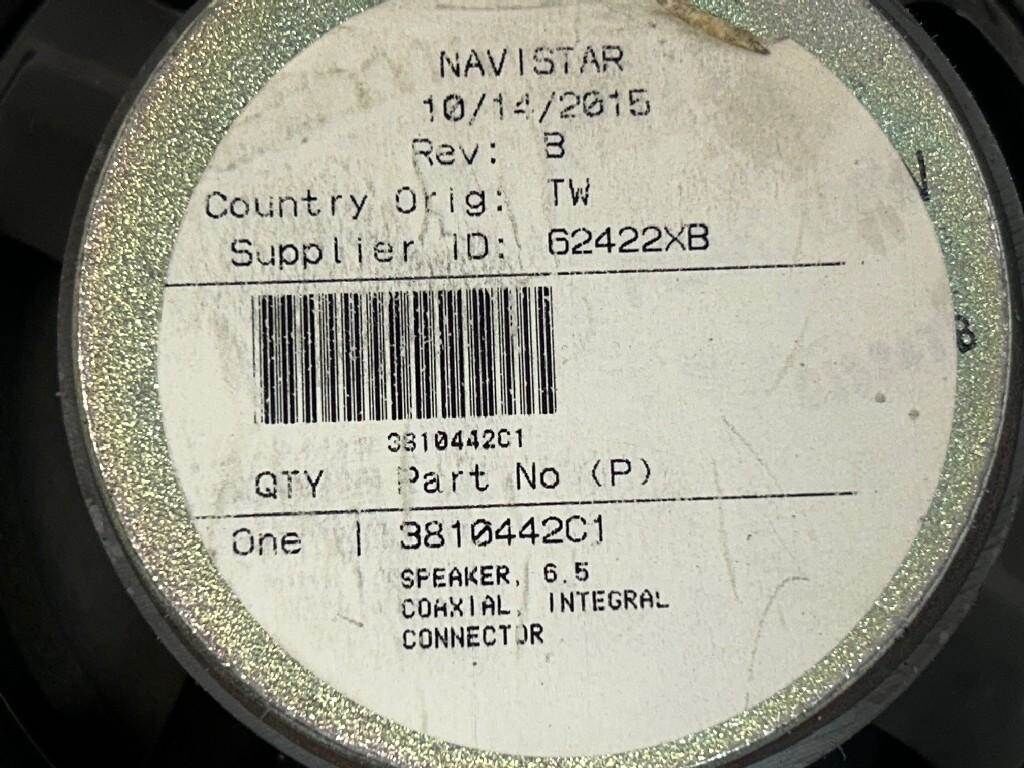 NAVISTAR
10/14/2015
Rev: B
Country Orig: TW
Supplier ID: 62422XB
3810442C1
QTY Part No (P)
One | 3810442C1
SPEAKER, 6.5
COAXIAL, INTEGRAL
CONNECTOR